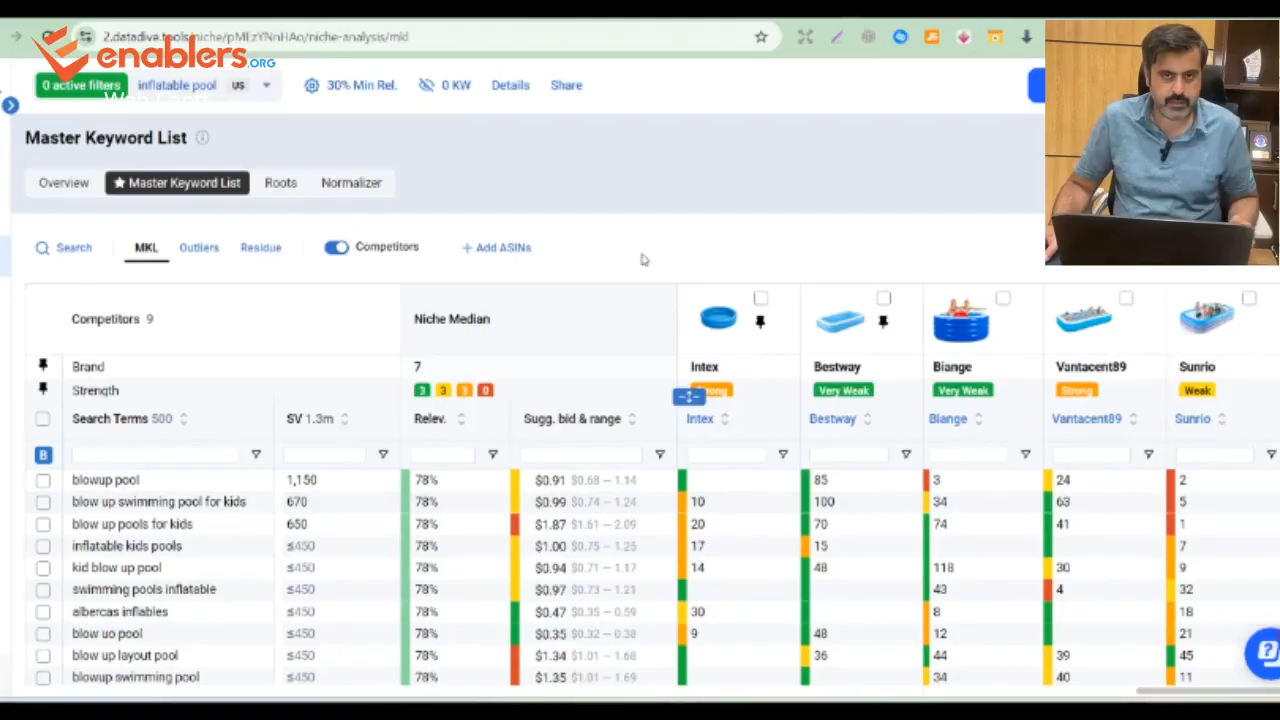 2.datadive.tools/niche/pMEzYNnHAo/niche-analysis/mkl
enablers.ORG
0 active filters inflatable pool US 30% Min Rel. 0 KW Details Share
Master Keyword List
Overview Master Keyword List Roots Normalizer
Search MKL Outliers Residue Competitors + Add ASINs
Competitors 9 Niche Median
Brand 7 Intex Bestway Biange Vantacent89 Sunrio
Strength 3 3 3 0 Very Weak Very Weak Strong Weak
Search Terms 500 SV 1.3m Relev. Sugg. bid & range Intex Bestway Biange Vantacent89 Sunrio
B
blowup pool 1,150 78% $0.91 $0.68 – 1.14 85 3 24 2
blow up swimming pool for kids 670 78% $0.99 $0.74 – 1.24 10 100 34 63 5
blow up pools for kids 650 78% $1.87 $1.61 – 2.09 20 70 74 41 1
inflatable kids pools ≤450 78% $1.00 $0.75 – 1.25 17 15 7
kid blow up pool ≤450 78% $0.94 $0.71 – 1.17 14 48 118 30 9
swimming pools inflatable ≤450 78% $0.97 $0.73 – 1.21 43 4 32
albercas inflables ≤450 78% $0.47 $0.35 – 0.59 30 8 18
blow uo pool ≤450 78% $0.35 $0.32 – 0.38 9 48 12 21
blow up layout pool ≤450 78% $1.34 $1.01 – 1.68 36 44 39 45
blowup swimming pool ≤450 78% $1.35 $1.01 – 1.69 34 40 11